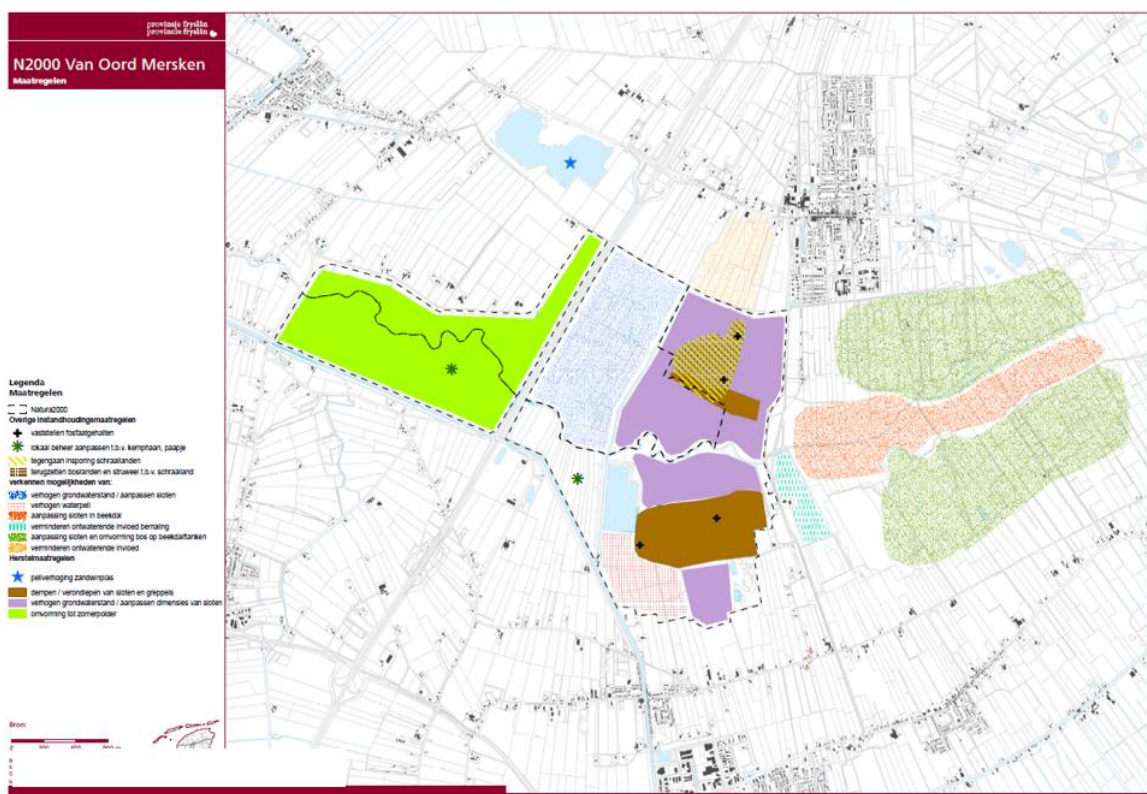 provinsje fryslân
provincie fryslân
N2000 Van Oord Mersken
Maatregelen
Legenda
Maatregelen
Natura2000
Overige instandhoudingsmaatregelen
vaststellen fosfaatgehalten
lokaal beheer aanpassen t.b.v. kemphaan, paapje
tegengaan insporing schraallanden
terugzetten bosranden en struweel t.b.v. schraalland
verkennen mogelijkheden van:
verhogen grondwaterstand / aanpassen sloten
verhogen waterpeil
aanpassing sloten in beekdal
verminderen ontwaterende invloed bemaling
aanpassing sloten en omvorming bos op beekdalflanken
verminderen ontwaterende invloed
Herstelmaatregelen
peilverhoging zandwinplas
dempen / verondiepen van sloten en greppels
verhogen grondwaterstand / aanpassen dimensies van sloten
omvorming tot zomerpolder
Bron: